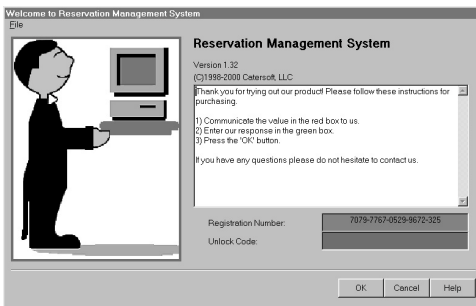 Welcome to Reservation Management System
File
Reservation Management System
Version 1.32
(C)1998-2000 Catersoft, LLC
Thank you for trying out our product! Please follow these instructions for
purchasing.
1) Communicate the value in the red box to us.
2) Enter our response in the green box.
3) Press the 'OK' button.
If you have any questions please do not hesitate to contact us.
Registration Number: 7079-7767-0529-9672-325
Unlock Code:
OK Cancel Help